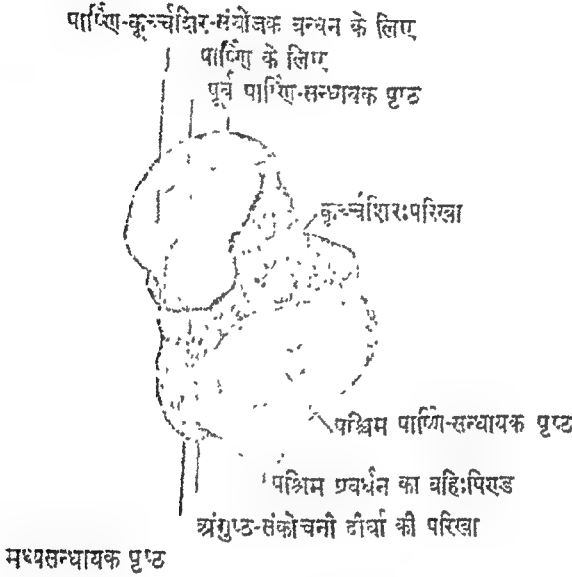 पार्ष्णि-कूर्च्चशिर-संयोजक बन्धन के लिए
पार्ष्णि के लिए
पूर्व पार्ष्णि-सन्धायक पृष्ठ
कूर्च्चशिरःपरिखा
पश्चिम पार्ष्णि-सन्धायक पृष्ठ
पश्चिम प्रवर्धन का बहिःपिण्ड
अंगुष्ठ-संकोचनी दीर्घा की परिखा
मध्यसन्धायक पृष्ठ